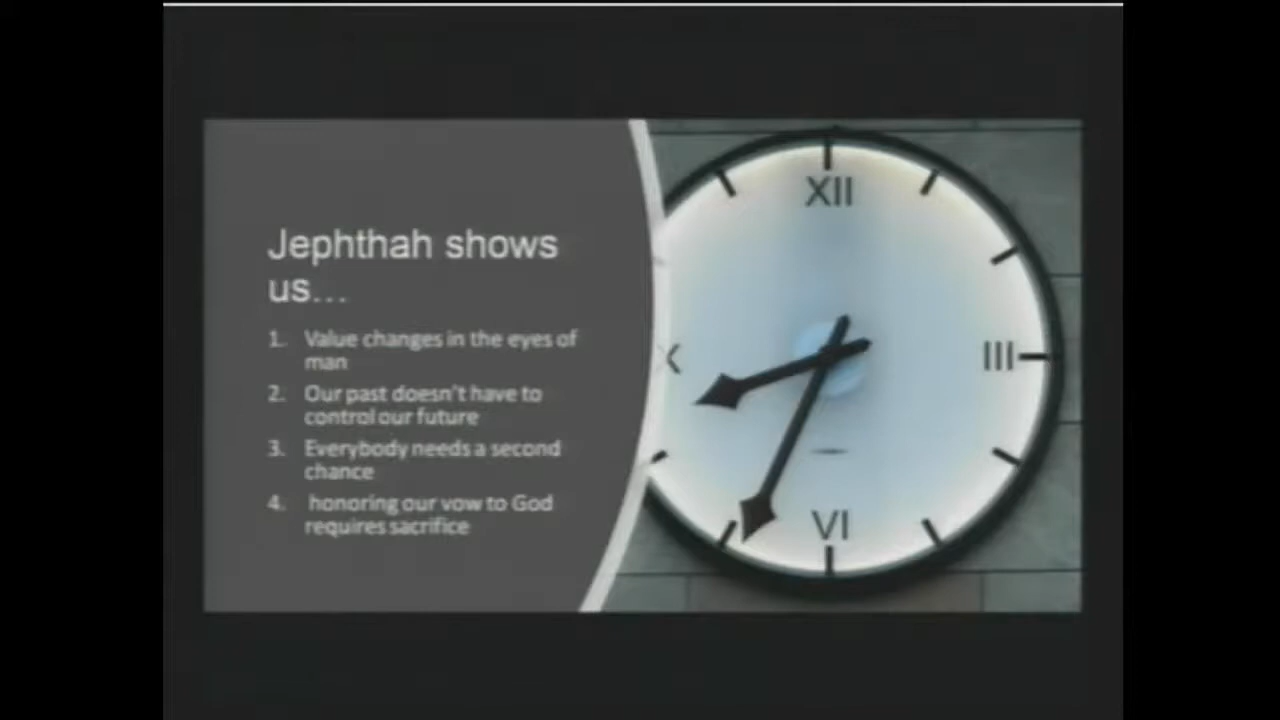 Jephthah shows
us...
1. Value changes in the eyes of
man
2. Our past doesn't have to
control our future
3. Everybody needs a second
chance
4. honoring our vow to God
requires sacrifice
XII
III
VI